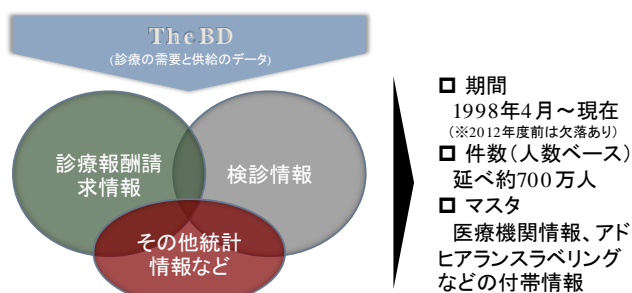 The BD
(診療の需要と供給のデータ)
診療報酬請
求情報
検診情報
その他統計
情報など
期間
1998年4月～現在
(※2012年度前は欠落あり)
件数(人数ベース)
延べ約700万人
マスタ
医療機関情報、アド
ヒアランスラベリング
などの付帯情報